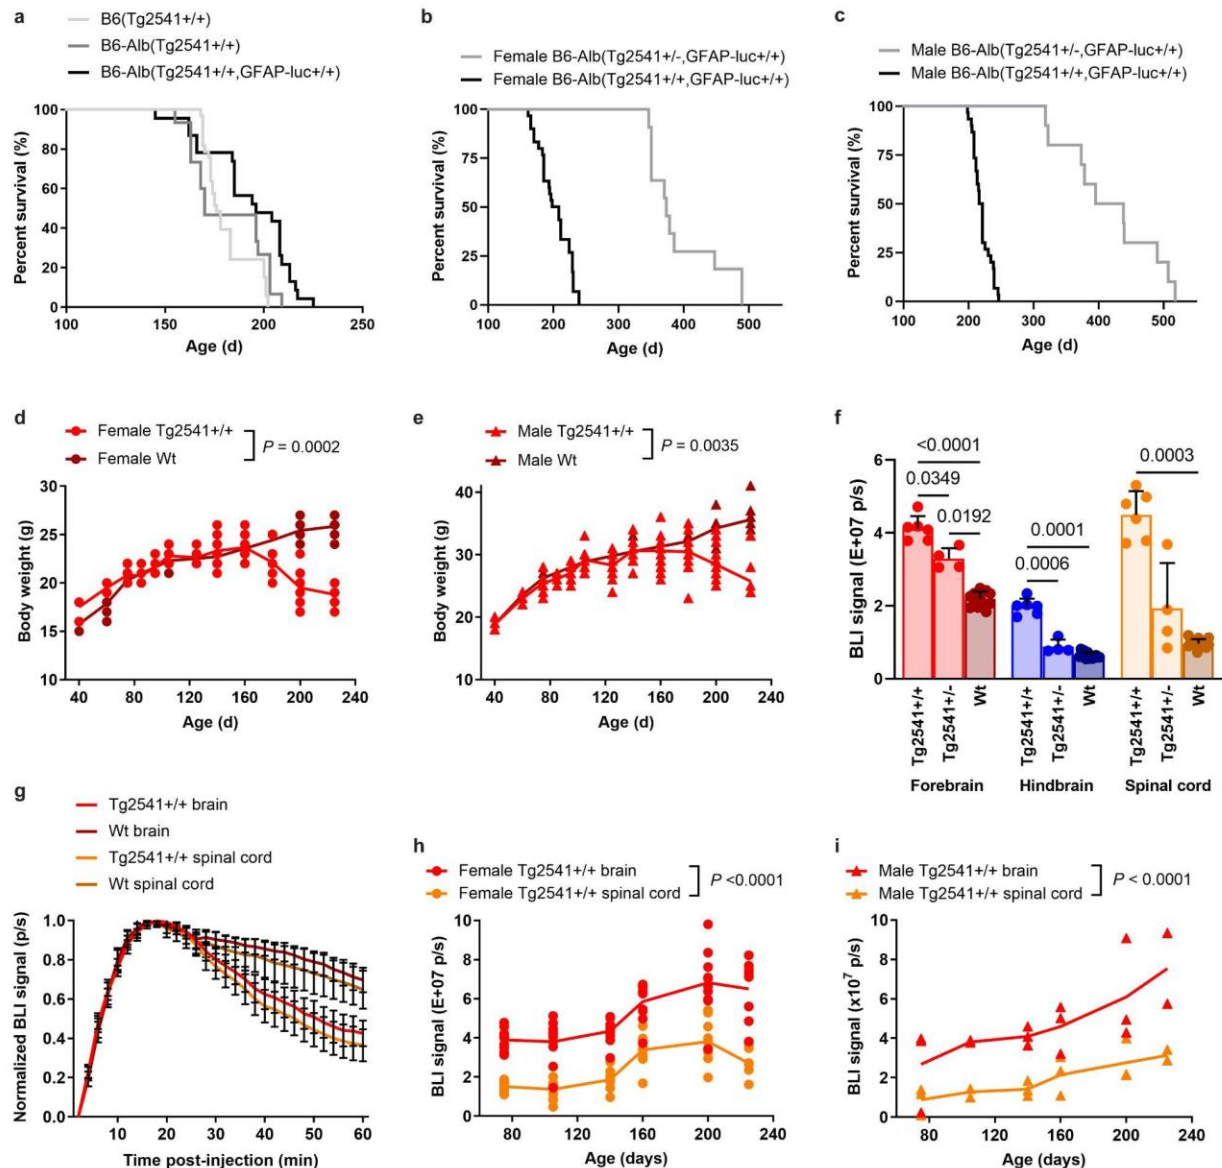 a
B6(Tg2541+/+)
B6-Alb(Tg2541+/+)
B6-Alb(Tg2541+/+,GFAP-luc+/+)
Percent survival (%)
100
80
60
40
20
0
100 150 200 250
Age (d)
b
Female B6-Alb(Tg2541+/-,GFAP-luc+/+)
Female B6-Alb(Tg2541+/+,GFAP-luc+/+)
Percent survival (%)
100
75
50
25
0
100 200 300 400 500
Age (d)
c
Male B6-Alb(Tg2541+/-,GFAP-luc+/+)
Male B6-Alb(Tg2541+/+,GFAP-luc+/+)
Percent survival (%)
100
75
50
25
0
100 200 300 400 500
Age (d)
d
Female Tg2541+/+
Female Wt
P = 0.0002
Body weight (g)
30
25
20
15
10
40 80 120 160 200 240
Age (d)
e
Male Tg2541+/+
Male Wt
P = 0.0035
Body weight (g)
40
30
20
10
40 80 120 160 200 240
Age (d)
f
<0.0001
0.0349
0.0192
0.0001
0.0006
0.0003
BLI signal (E+07 p/s)
6
4
2
0
Tg2541+/+
Tg2541+/-
Wt
Tg2541+/+
Tg2541+/-
Wt
Tg2541+/+
Tg2541+/-
Wt
Forebrain Hindbrain Spinal cord
g
Tg2541+/+ brain
Wt brain
Tg2541+/+ spinal cord
Wt spinal cord
Normalized BLI signal (p/s)
1.0
0.8
0.6
0.4
0.2
0.0
10 20 30 40 50 60
Time post-injection (min)
h
Female Tg2541+/+ brain
Female Tg2541+/+ spinal cord
P <0.0001
BLI signal (E+07 p/s)
10
8
6
4
2
0
80 120 160 200 240
Age (days)
i
Male Tg2541+/+ brain
Male Tg2541+/+ spinal cord
P < 0.0001
BLI signal (x10⁷ p/s)
10
8
6
4
2
0
80 120 160 200 240
Age (days)